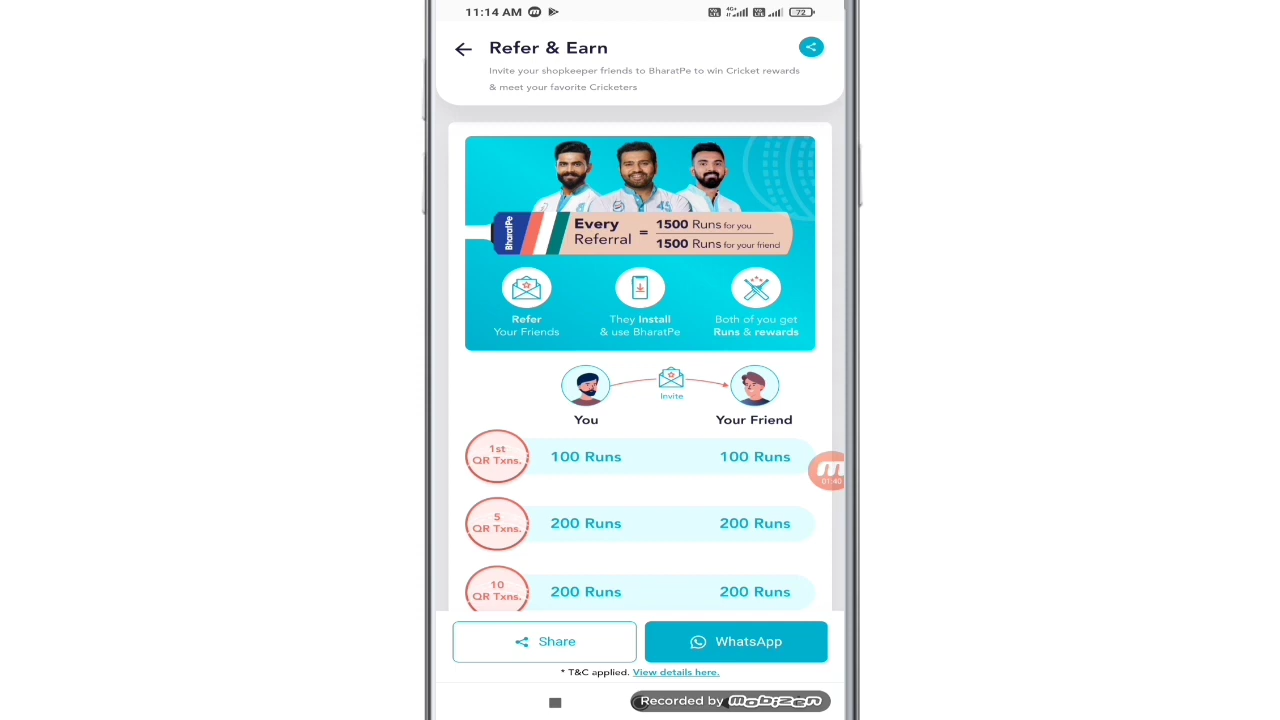 11:14 AM
4G+
72
Refer & Earn
Invite your shopkeeper friends to BharatPe to win Cricket rewards
& meet your favorite Cricketers
45
BharatPe
Every
Referral
=
1500 Runs for you
1500 Runs for your friend
Refer
Your Friends
They Install
& use BharatPe
Both of you get
Runs & rewards
Invite
You
Your Friend
1st
QR Txns.
100 Runs
100 Runs
01:40
5
QR Txns.
200 Runs
200 Runs
10
QR Txns.
200 Runs
200 Runs
Share
WhatsApp
* T&C applied. View details here.
Recorded by mobizen